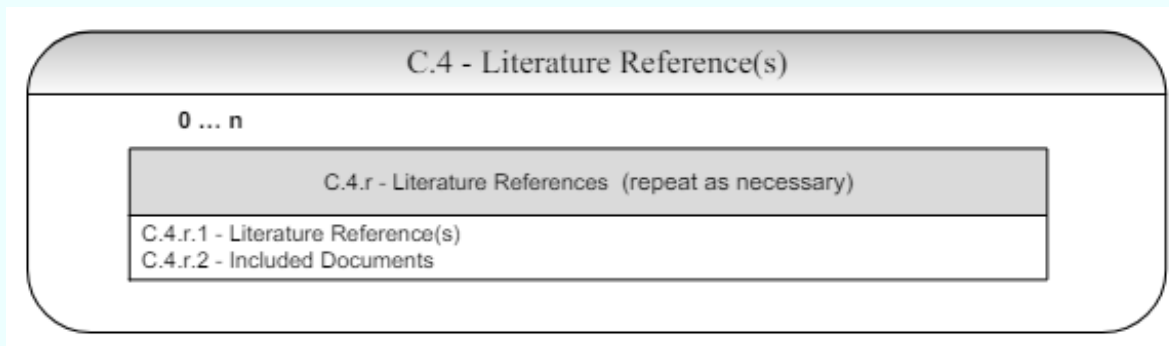 C.4 - Literature Reference(s)
0 … n
C.4.r - Literature References (repeat as necessary)
C.4.r.1 - Literature Reference(s)
C.4.r.2 - Included Documents